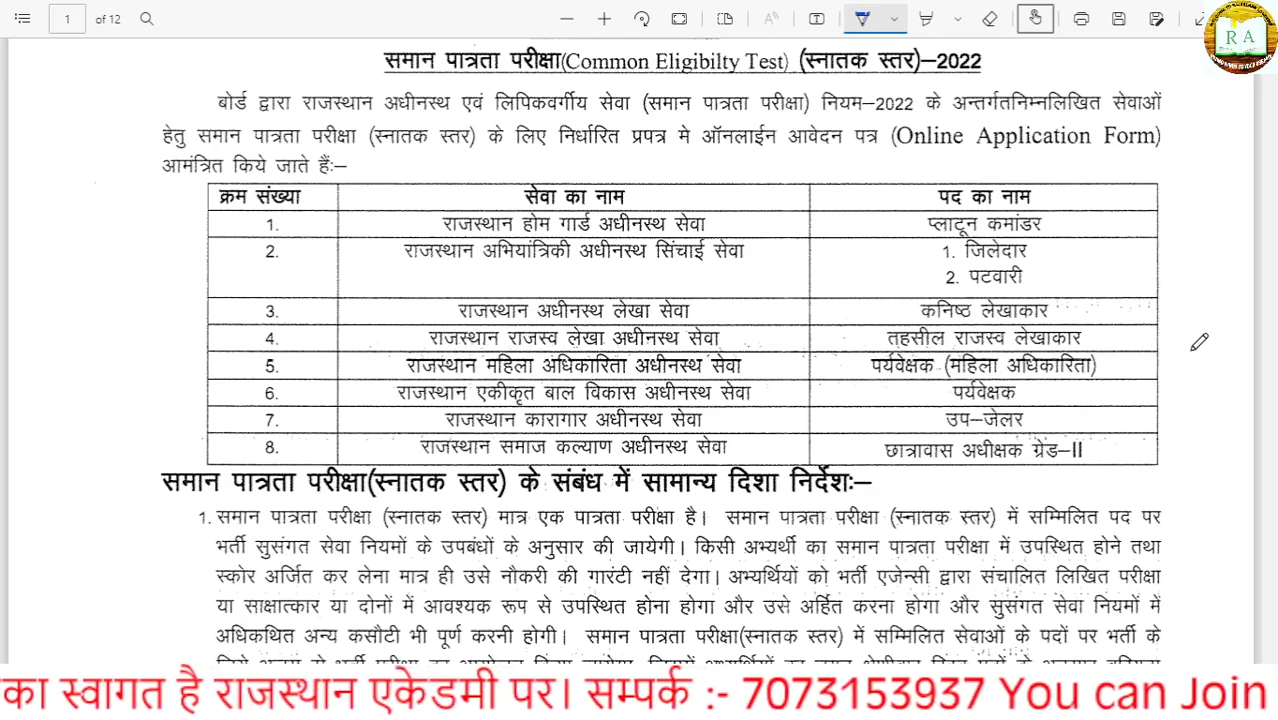 1 of 12
R A
समान पात्रता परीक्षा(Common Eligibilty Test) (स्नातक स्तर)–2022
बोर्ड द्वारा राजस्थान अधीनस्थ एवं लिपिकवर्गीय सेवा (समान पात्रता परीक्षा) नियम–2022 के अन्तर्गतनिम्नलिखित सेवाओं
हेतु समान पात्रता परीक्षा (स्नातक स्तर) के लिए निर्धारित प्रपत्र मे ऑनलाईन आवेदन पत्र (Online Application Form)
आमंत्रित किये जाते हैंः–
क्रम संख्या सेवा का नाम पद का नाम
1. राजस्थान होम गार्ड अधीनस्थ सेवा प्लाटून कमांडर
2. राजस्थान अभियांत्रिकी अधीनस्थ सिंचाई सेवा 1. जिलेदार
2. पटवारी
3. राजस्थान अधीनस्थ लेखा सेवा कनिष्ठ लेखाकार
4. राजस्थान राजस्व लेखा अधीनस्थ सेवा तहसील राजस्व लेखाकार
5. राजस्थान महिला अधिकारिता अधीनस्थ सेवा पर्यवेक्षक (महिला अधिकारिता)
6. राजस्थान एकीकृत बाल विकास अधीनस्थ सेवा पर्यवेक्षक
7. राजस्थान कारागार अधीनस्थ सेवा उप–जेलर
8. राजस्थान समाज कल्याण अधीनस्थ सेवा छात्रावास अधीक्षक ग्रेड–II
समान पात्रता परीक्षा(स्नातक स्तर) के संबंध में सामान्य दिशा निर्देशः–
1. समान पात्रता परीक्षा (स्नातक स्तर) मात्र एक पात्रता परीक्षा है। समान पात्रता परीक्षा (स्नातक स्तर) में सम्मिलित पद पर
भर्ती सुसंगत सेवा नियमों के उपबंधों के अनुसार की जायेगी। किसी अभ्यर्थी का समान पात्रता परीक्षा में उपस्थित होने तथा
स्कोर अर्जित कर लेना मात्र ही उसे नौकरी की गारंटी नहीं देगा। अभ्यर्थियों को भर्ती एजेन्सी द्वारा संचालित लिखित परीक्षा
या साक्षात्कार या दोनों में आवश्यक रूप से उपस्थित होना होगा और उसे अर्हित करना होगा और सुसंगत सेवा नियमों में
अधिकथित अन्य कसौटी भी पूर्ण करनी होगी। समान पात्रता परीक्षा(स्नातक स्तर) में सम्मिलित सेवाओं के पदों पर भर्ती के
का स्वागत है राजस्थान एकेडमी पर। सम्पर्क :- 7073153937 You can Join